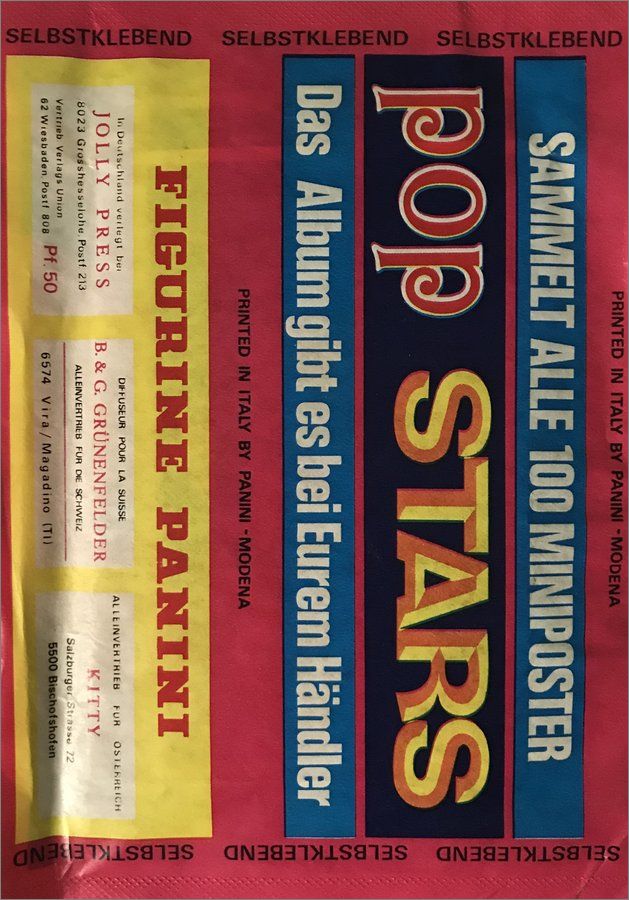 SELBSTKLEBEND SELBSTKLEBEND SELBSTKLEBEND
PRINTED IN ITALY BY PANINI - MODENA
SAMMELT ALLE 100 MINIPOSTER
POP STARS
Das Album gibt es bei Eurem Händler
PRINTED IN ITALY BY PANINI - MODENA
FIGURINE PANINI
In Deutschland verlegt bei
JOLLY PRESS
8023 Grosshesselohe, Postf 213
Vertrieb Verlags Union
62 Wiesbaden. Postf 808 Pf. 50
DIFFUSEUR POUR LA SUISSE
B. & G. GRÜNENFELDER
ALLEINVERTRIEB FÜR DIE SCHWEIZ
6574 Vira / Magadino (TI)
ALLEINVERTRIEB FÜR ÖSTERREICH
KITTY
Salzburger Strasse 72
5500 Bischofshofen
SELBSTKLEBEND SELBSTKLEBEND SELBSTKLEBEND